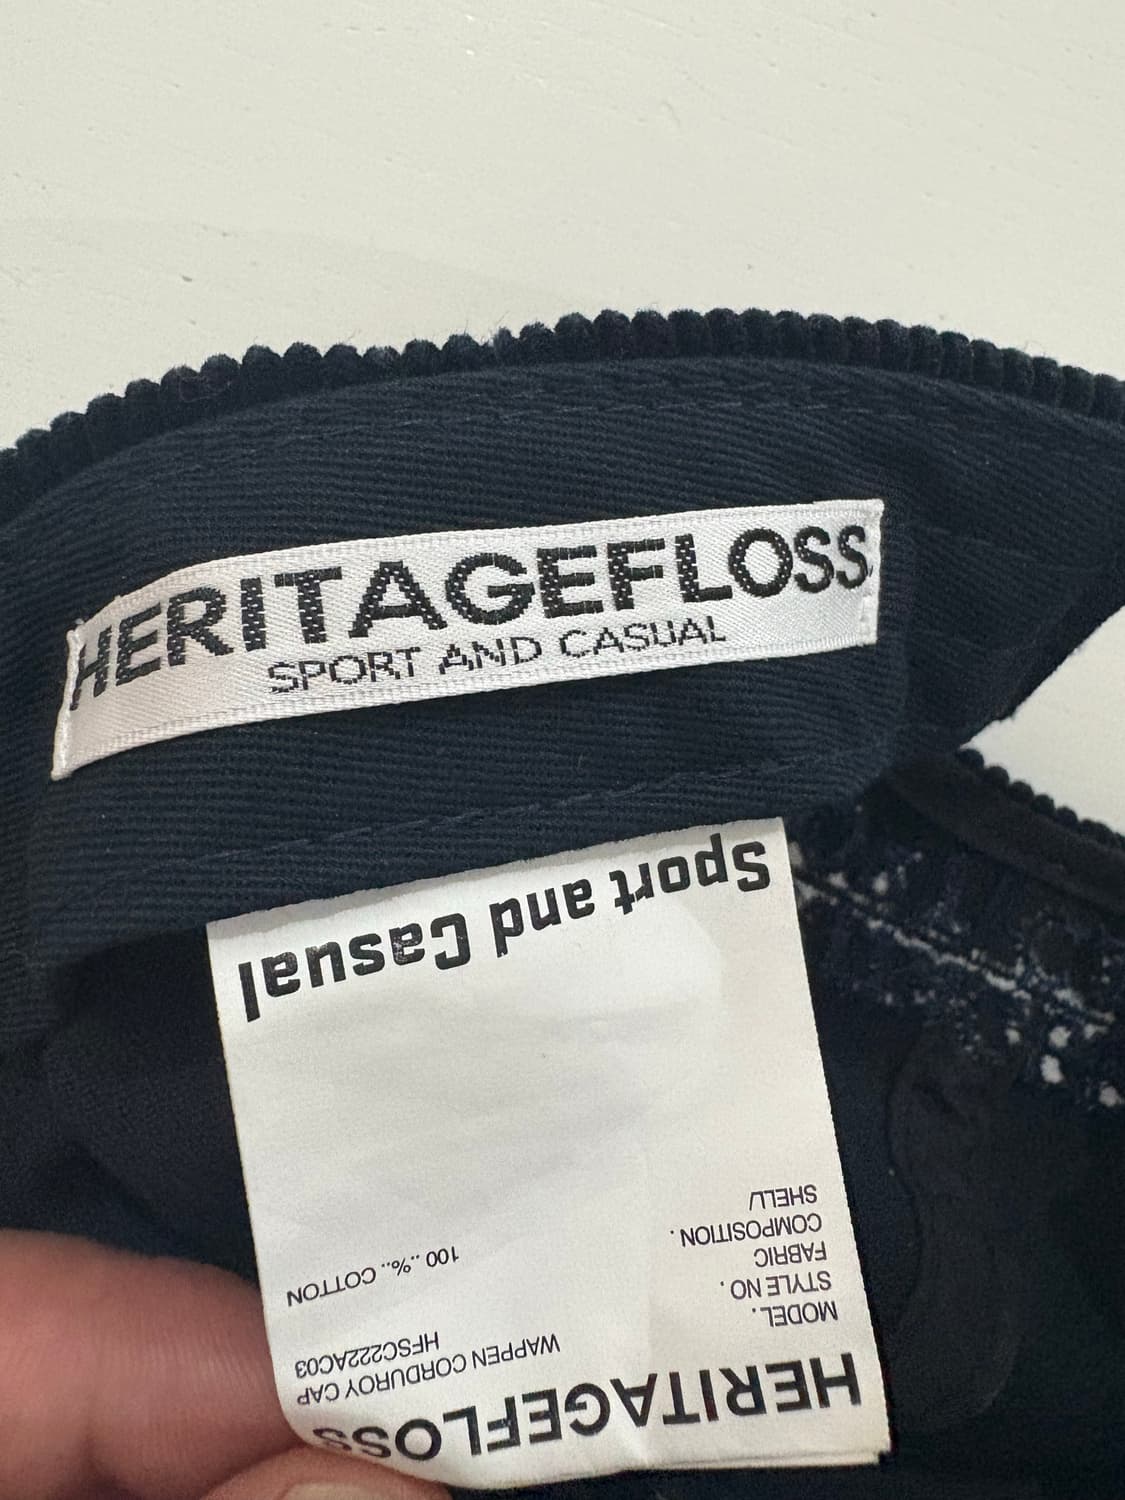 HERITAGEFLOSS
SPORT AND CASUAL
HERITAGEFLOSS
MODEL. WAPPEN CORDUROY CAP
STYLE NO. HFSC222AC03
FABRIC
COMPOSITION. 100..%.. COTTON
SHELL/
Sport and Casual